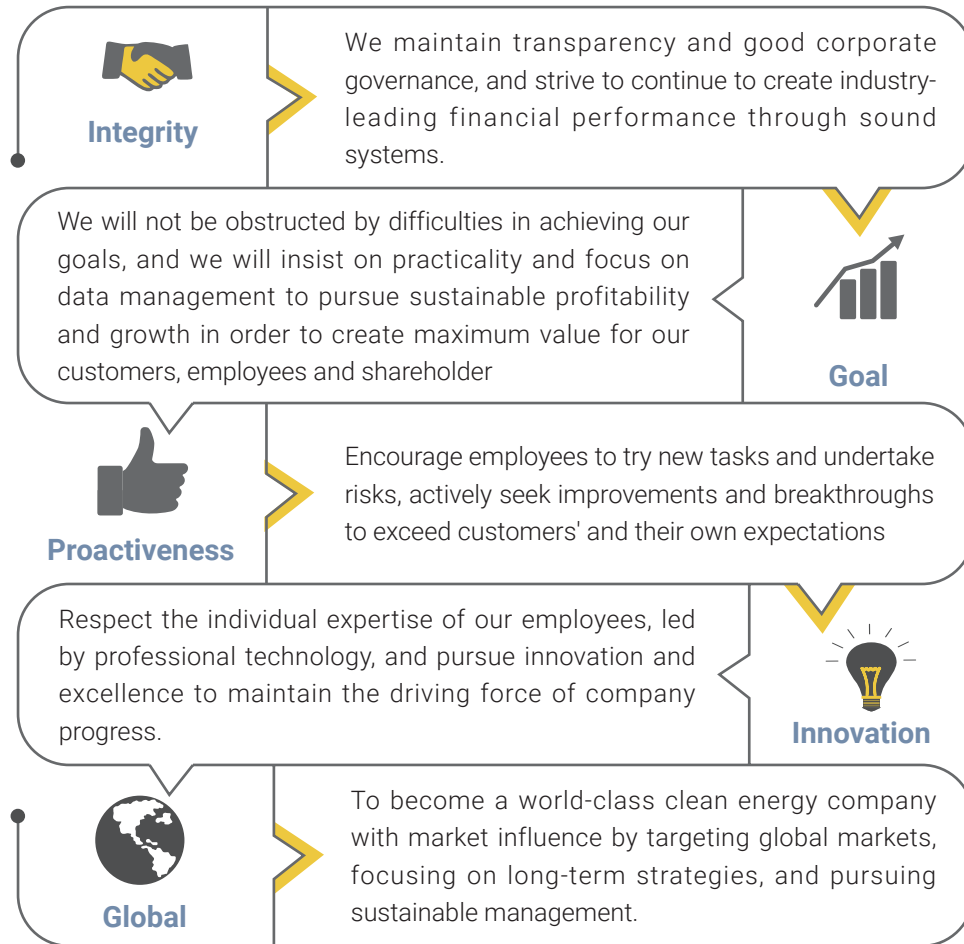 Integrity
We maintain transparency and good corporate
governance, and strive to continue to create industry-
leading financial performance through sound
systems.
We will not be obstructed by difficulties in achieving our
goals, and we will insist on practicality and focus on
data management to pursue sustainable profitability
and growth in order to create maximum value for our
customers, employees and shareholder
Goal
Proactiveness
Encourage employees to try new tasks and undertake
risks, actively seek improvements and breakthroughs
to exceed customers' and their own expectations
Respect the individual expertise of our employees, led
by professional technology, and pursue innovation and
excellence to maintain the driving force of company
progress.
Innovation
Global
To become a world-class clean energy company
with market influence by targeting global markets,
focusing on long-term strategies, and pursuing
sustainable management.